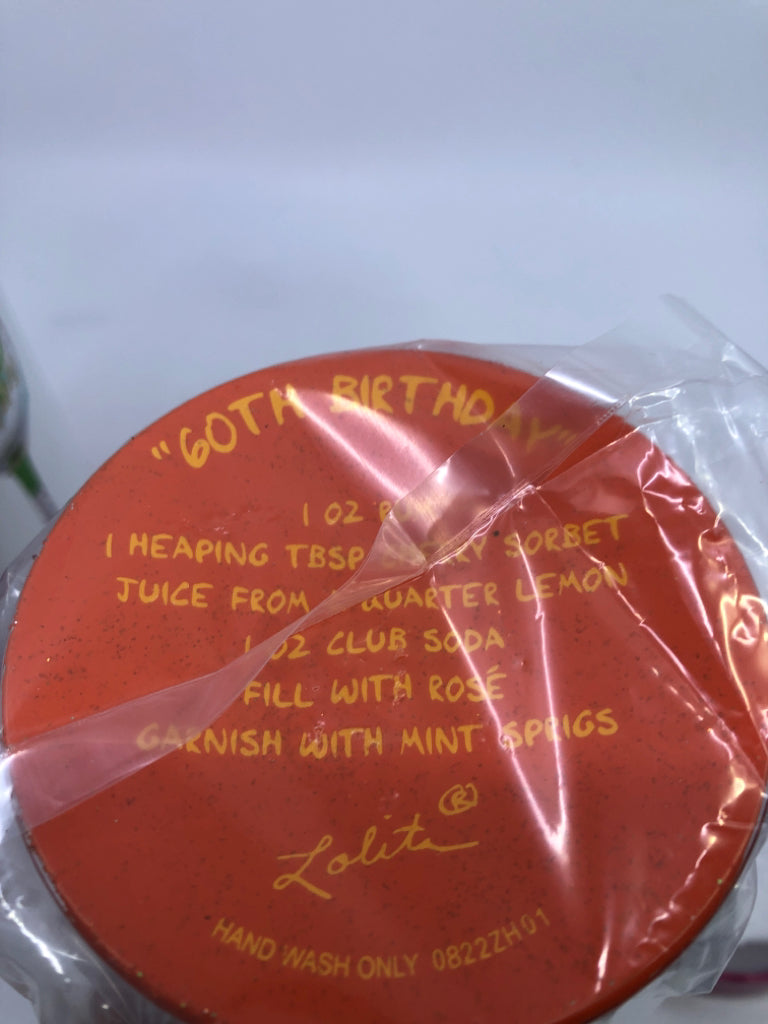 "60TH BIRTHDAY"
1 OZ
1 HEAPING TBSP SORBET
JUICE FROM QUARTER LEMON
1 OZ CLUB SODA
FILL WITH ROSÉ
GARNISH WITH MINT SPRIGS
Lolita®
HAND WASH ONLY 0822ZH01